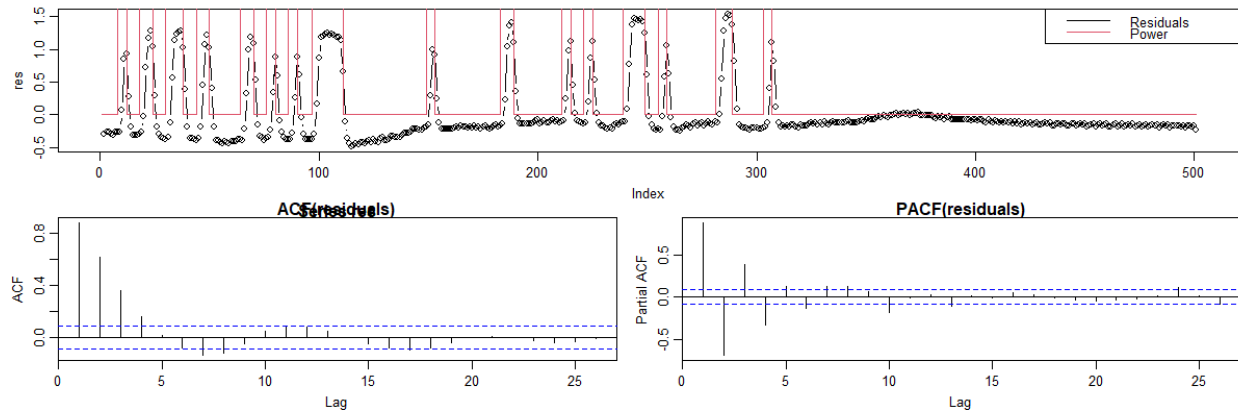 res
-0.5 0.0 0.5 1.0 1.5
Residuals
Power
0 100 200 300 400 500
Index
ACF(residuals)
Series res
ACF
0.0 0.4 0.8
0 5 10 15 20 25
Lag
PACF(residuals)
Partial ACF
-0.5 0.0 0.5
0 5 10 15 20 25
Lag